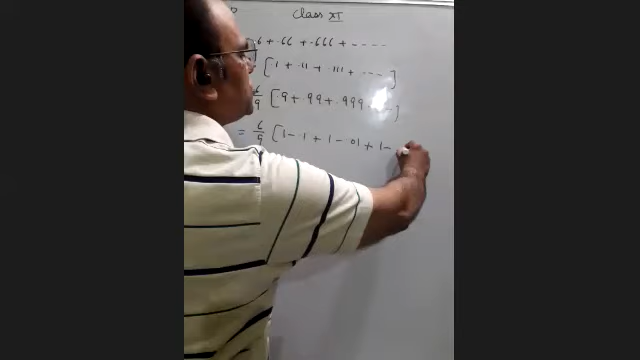 Class XI
.6 + .66 + .666 + ----
[.1 + .11 + .111 + ---]
6/9 [.9 + .99 + .999 ---]
= 6/9 [1 - .1 + 1 - .01 + 1 -